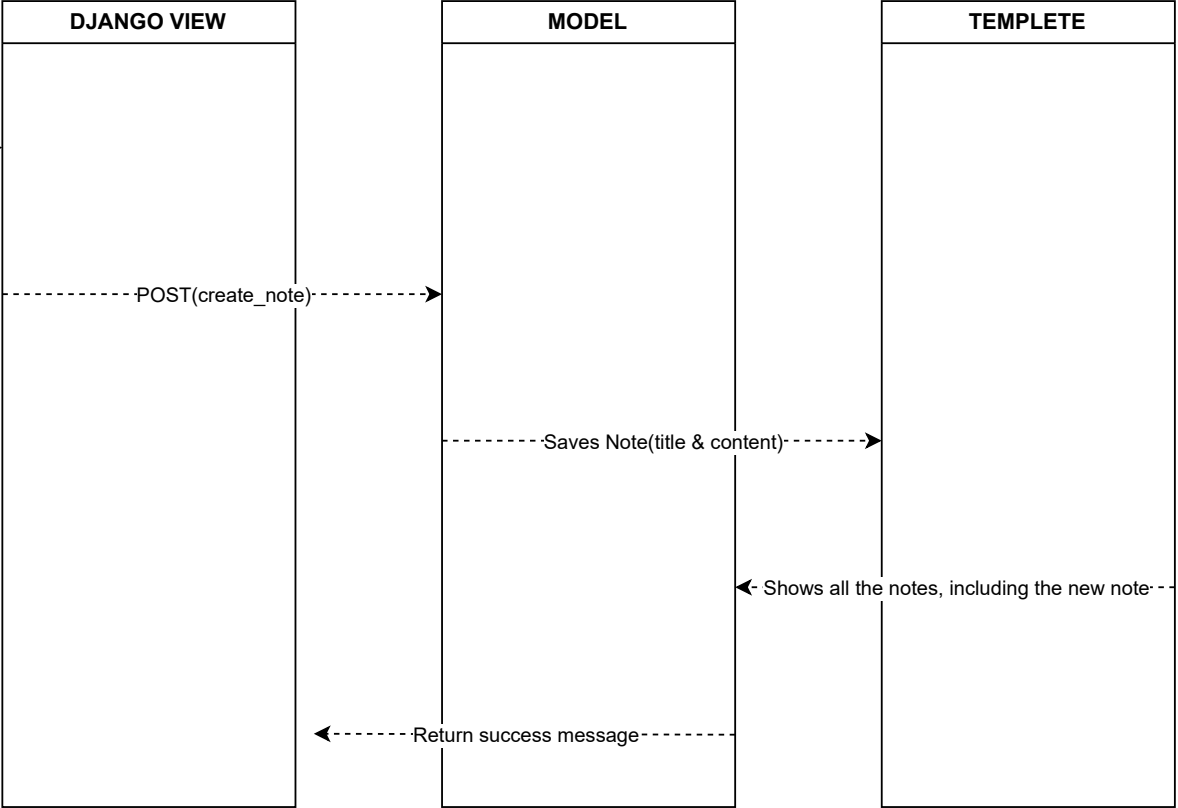 DJANGO VIEW
MODEL
TEMPLETE
POST(create_note)
Saves Note(title & content)
Shows all the notes, including the new note
Return success message